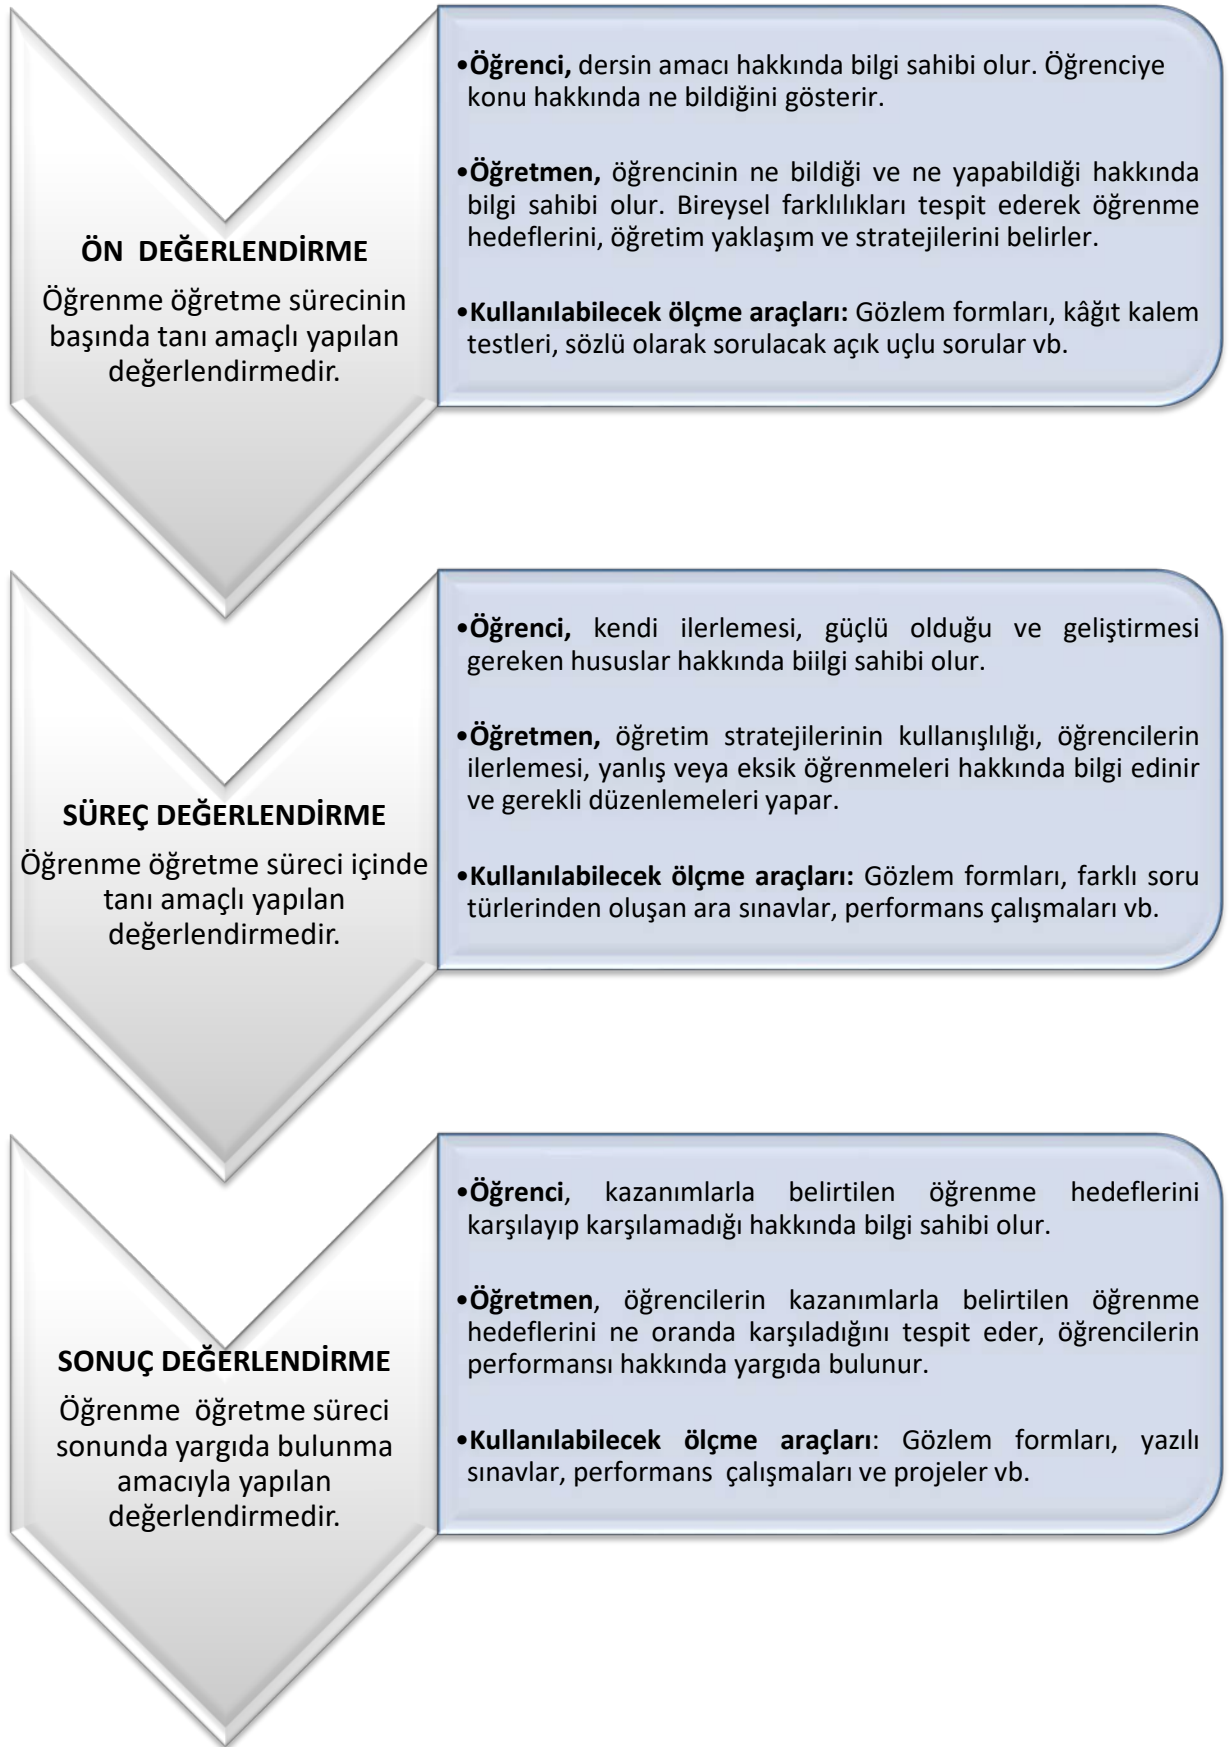 ÖN DEĞERLENDİRME
Öğrenme öğretme sürecinin
başında tanı amaçlı yapılan
değerlendirmedir.
•Öğrenci, dersin amacı hakkında bilgi sahibi olur. Öğrenciye
konu hakkında ne bildiğini gösterir.
•Öğretmen, öğrencinin ne bildiği ve ne yapabildiği hakkında
bilgi sahibi olur. Bireysel farklılıkları tespit ederek öğrenme
hedeflerini, öğretim yaklaşım ve stratejilerini belirler.
•Kullanılabilecek ölçme araçları: Gözlem formları, kâğıt kalem
testleri, sözlü olarak sorulacak açık uçlu sorular vb.
SÜREÇ DEĞERLENDİRME
Öğrenme öğretme süreci içinde
tanı amaçlı yapılan
değerlendirmedir.
•Öğrenci, kendi ilerlemesi, güçlü olduğu ve geliştirmesi
gereken hususlar hakkında biilgi sahibi olur.
•Öğretmen, öğretim stratejilerinin kullanışlılığı, öğrencilerin
ilerlemesi, yanlış veya eksik öğrenmeleri hakkında bilgi edinir
ve gerekli düzenlemeleri yapar.
•Kullanılabilecek ölçme araçları: Gözlem formları, farklı soru
türlerinden oluşan ara sınavlar, performans çalışmaları vb.
SONUÇ DEĞERLENDİRME
Öğrenme öğretme süreci
sonunda yargıda bulunma
amacıyla yapılan
değerlendirmedir.
•Öğrenci, kazanımlarla belirtilen öğrenme hedeflerini
karşılayıp karşılamadığı hakkında bilgi sahibi olur.
•Öğretmen, öğrencilerin kazanımlarla belirtilen öğrenme
hedeflerini ne oranda karşıladığını tespit eder, öğrencilerin
performansı hakkında yargıda bulunur.
•Kullanılabilecek ölçme araçları: Gözlem formları, yazılı
sınavlar, performans çalışmaları ve projeler vb.